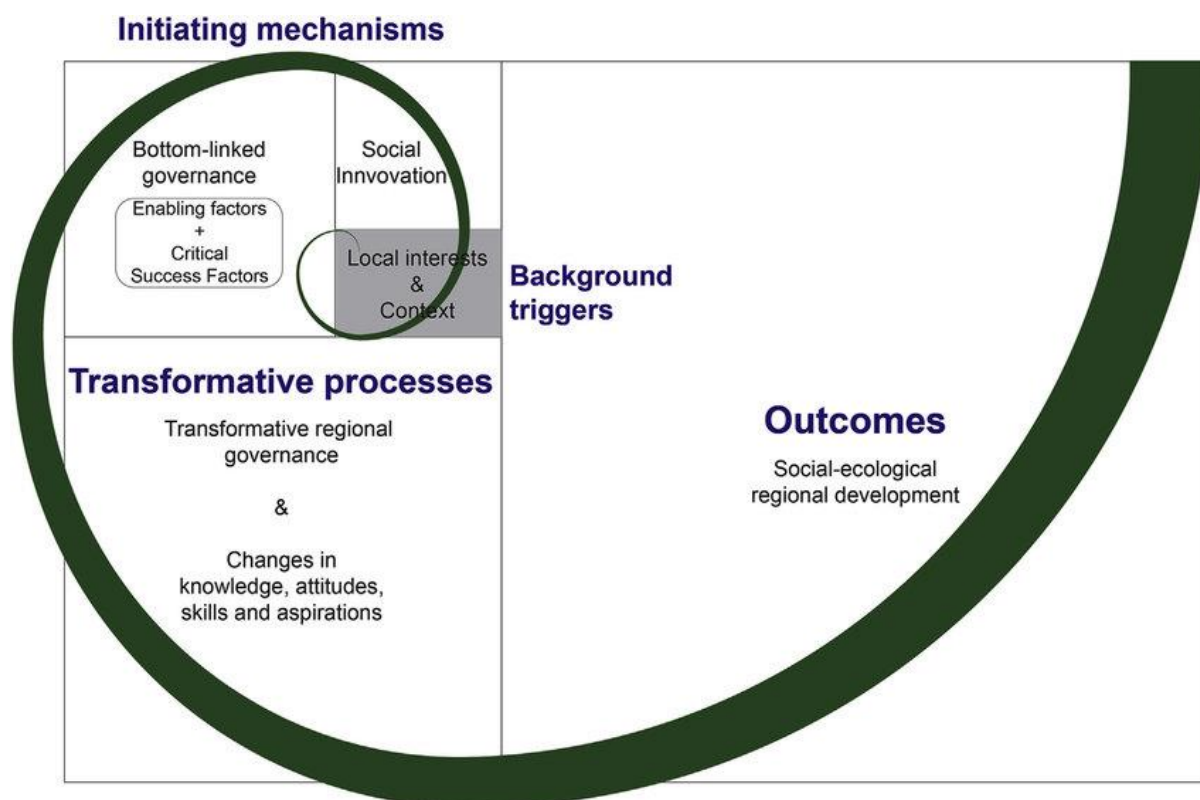 Initiating mechanisms
Bottom-linked
governance
Enabling factors
+
Critical
Success Factors
Social
Innvovation
Local interests
&
Context
Background
triggers
Transformative processes
Transformative regional
governance
&
Changes in
knowledge, attitudes,
skills and aspirations
Outcomes
Social-ecological
regional development